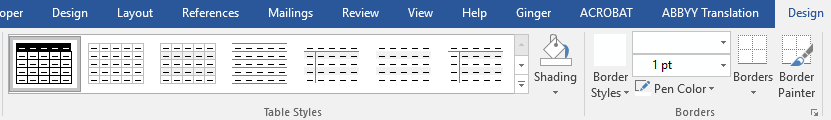 oper Design Layout References Mailings Review View Help Ginger ACROBAT ABBYY Translation Design
Shading
Border Styles
1 pt
Pen Color
Borders
Border Painter
Table Styles
Borders